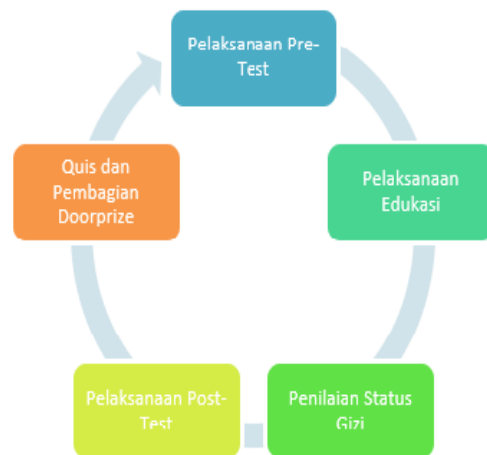 Pelaksanaan Pre-
Test
Pelaksanaan
Edukasi
Penilaian Status
Gizi
Pelaksanaan Post-
Test
Quis dan
Pembagian
Doorprize